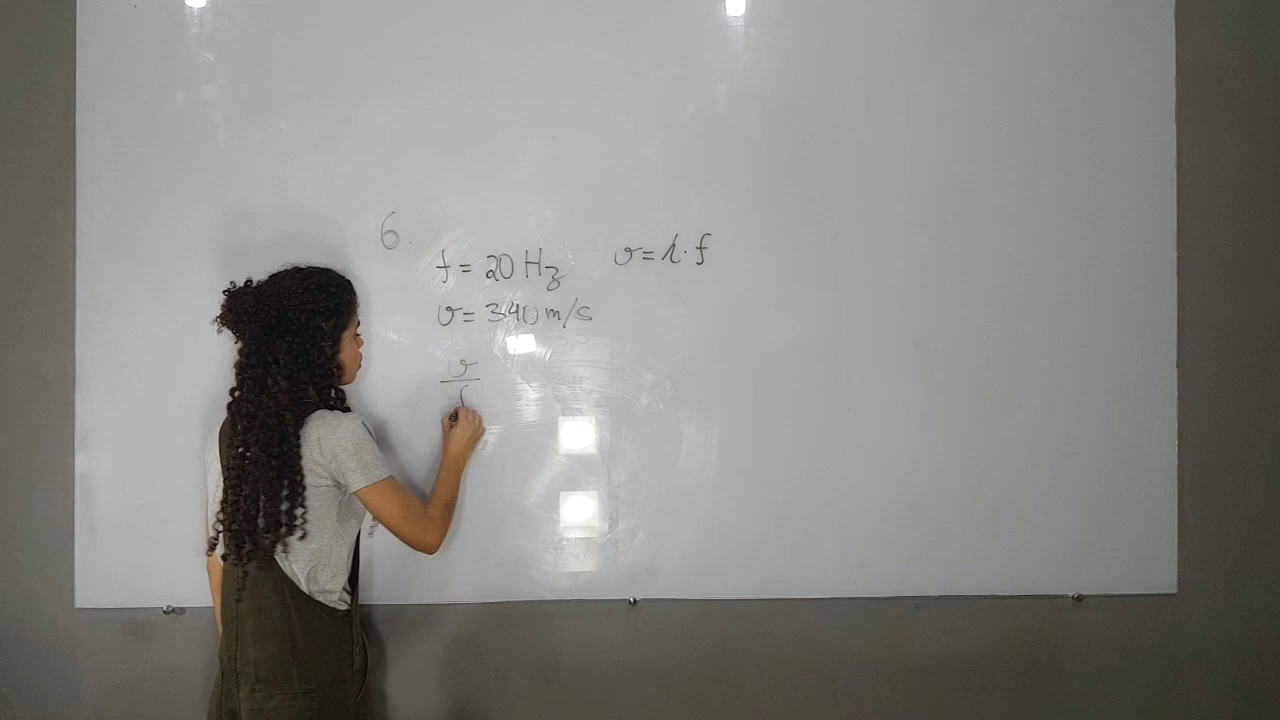 6.
f = 20 Hz
v = λ · f
v = 340 m/s
v